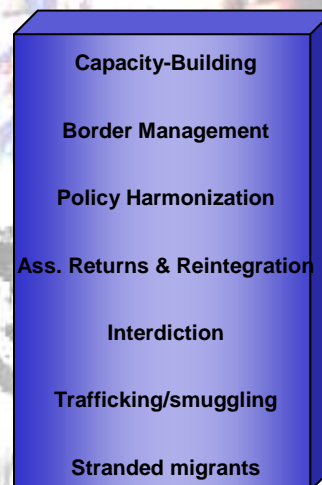 Capacity-Building
Border Management
Policy Harmonization
Ass. Returns & Reintegration
Interdiction
Trafficking/smuggling
Stranded migrants